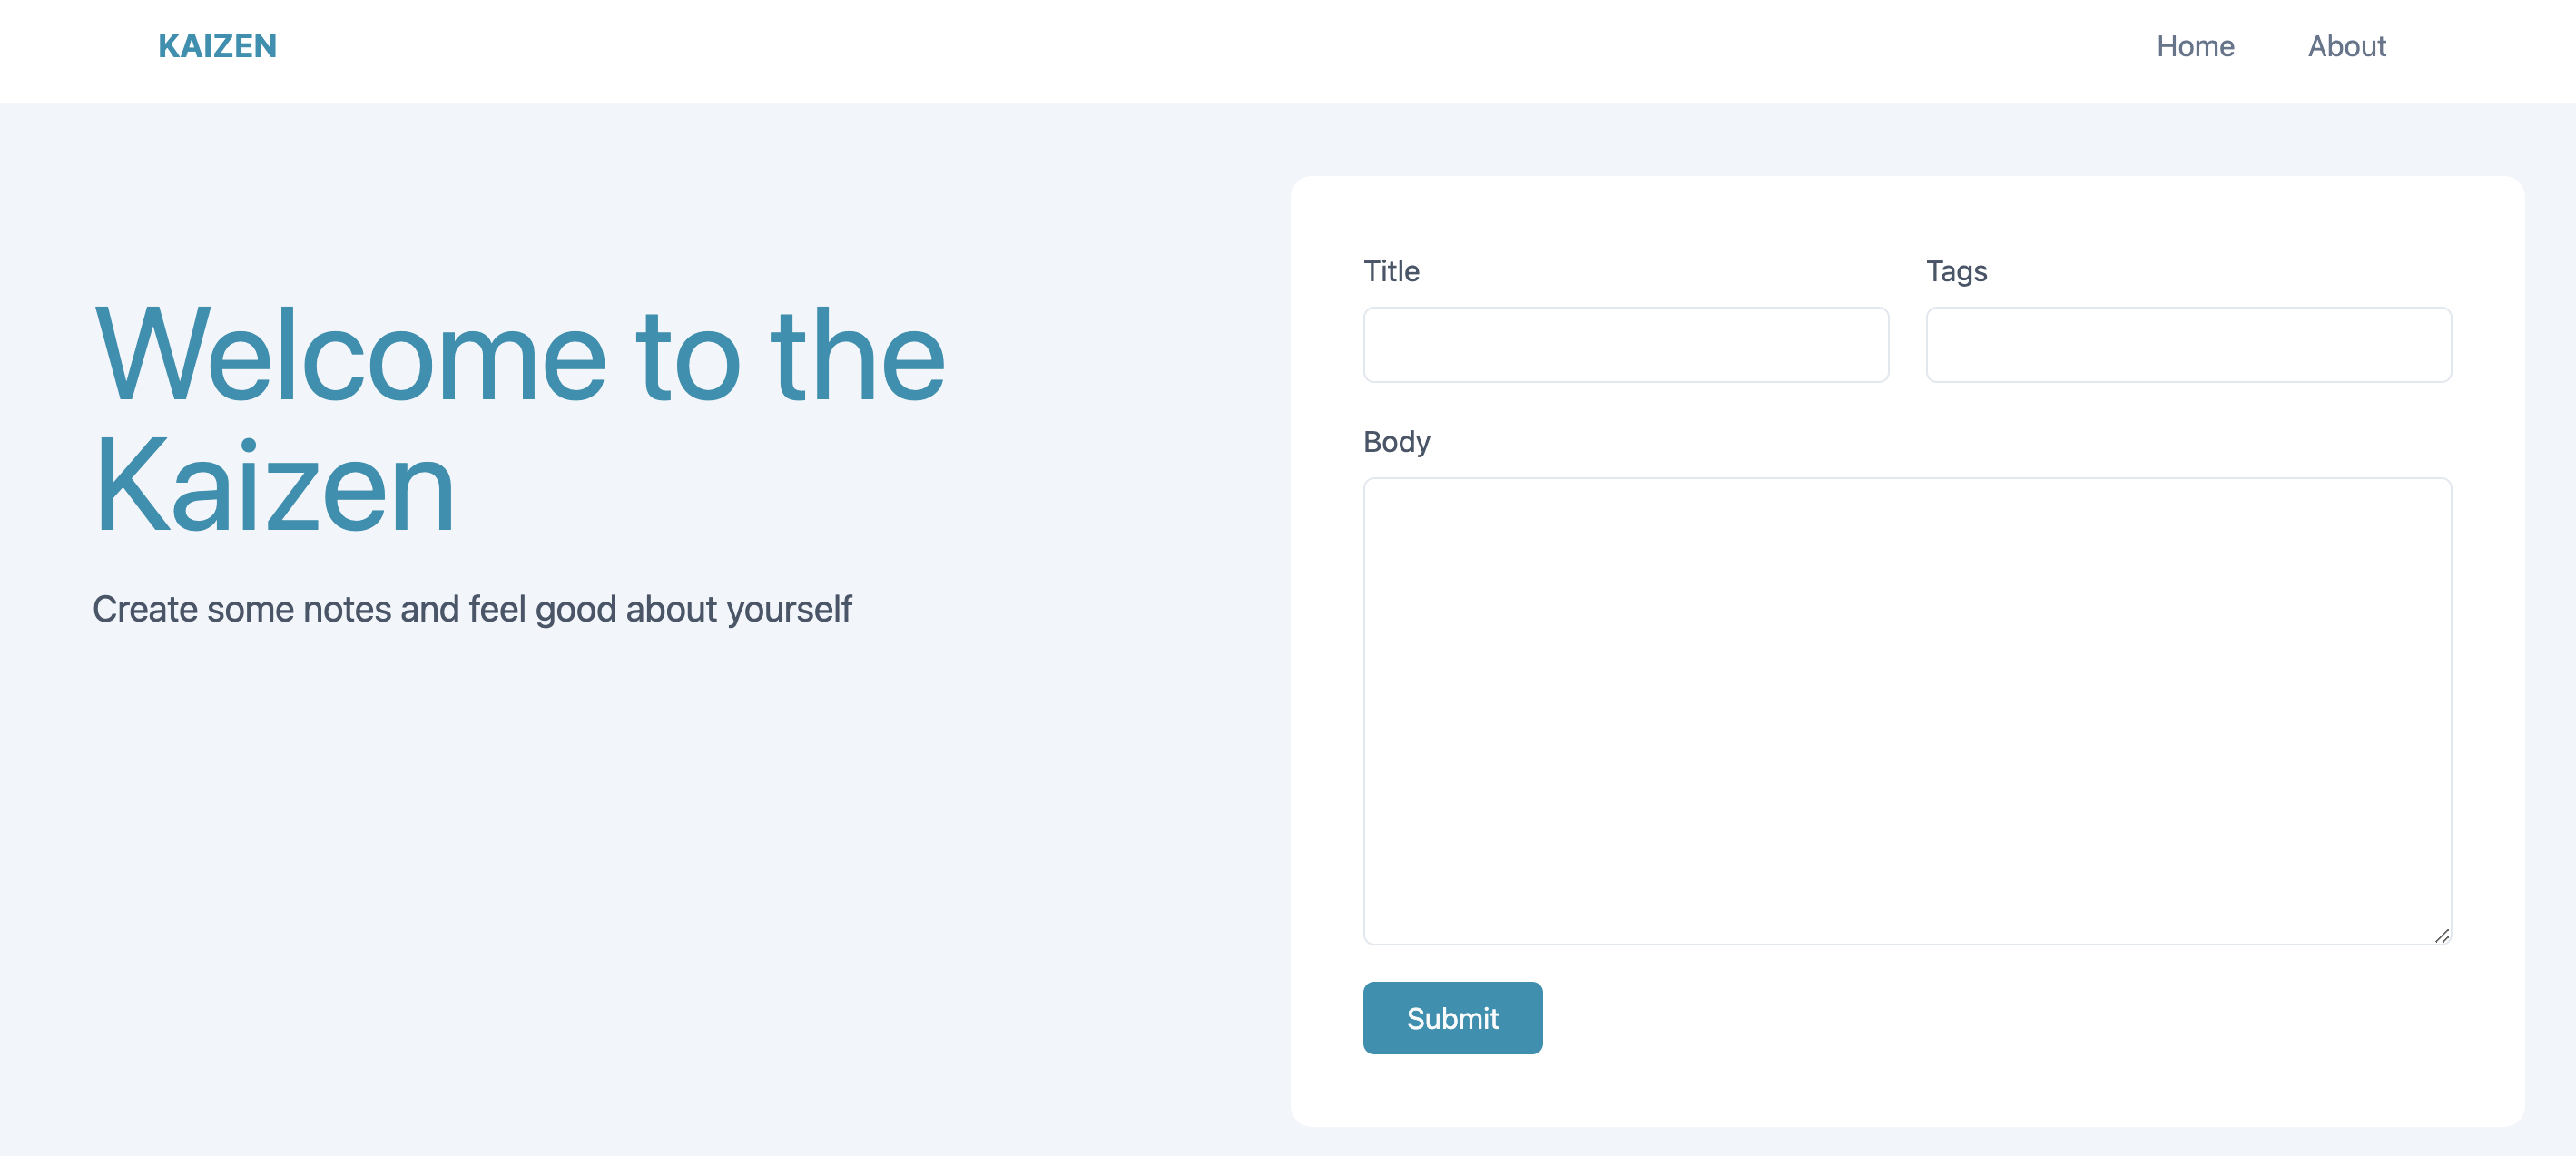 KAIZEN
Home
About
Welcome to the
Kaizen
Create some notes and feel good about yourself
Title
Tags
Body
Submit